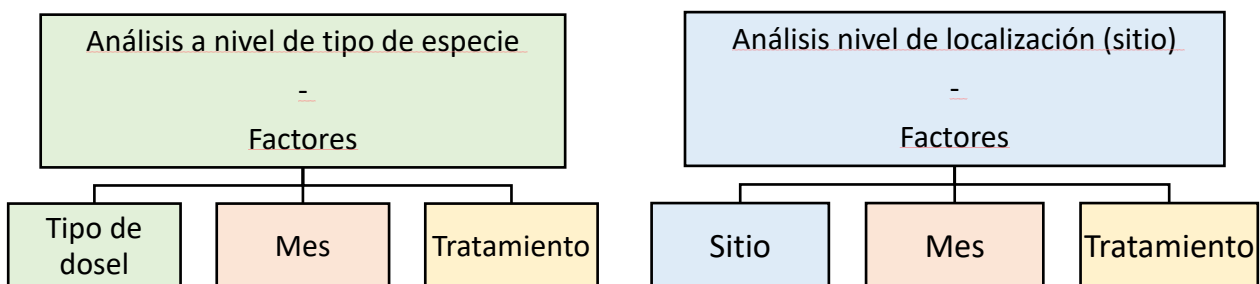 Análisis a nivel de tipo de especie
-
Factores
Tipo de
dosel
Mes
Tratamiento
Análisis nivel de localización (sitio)
-
Factores
Sitio
Mes
Tratamiento